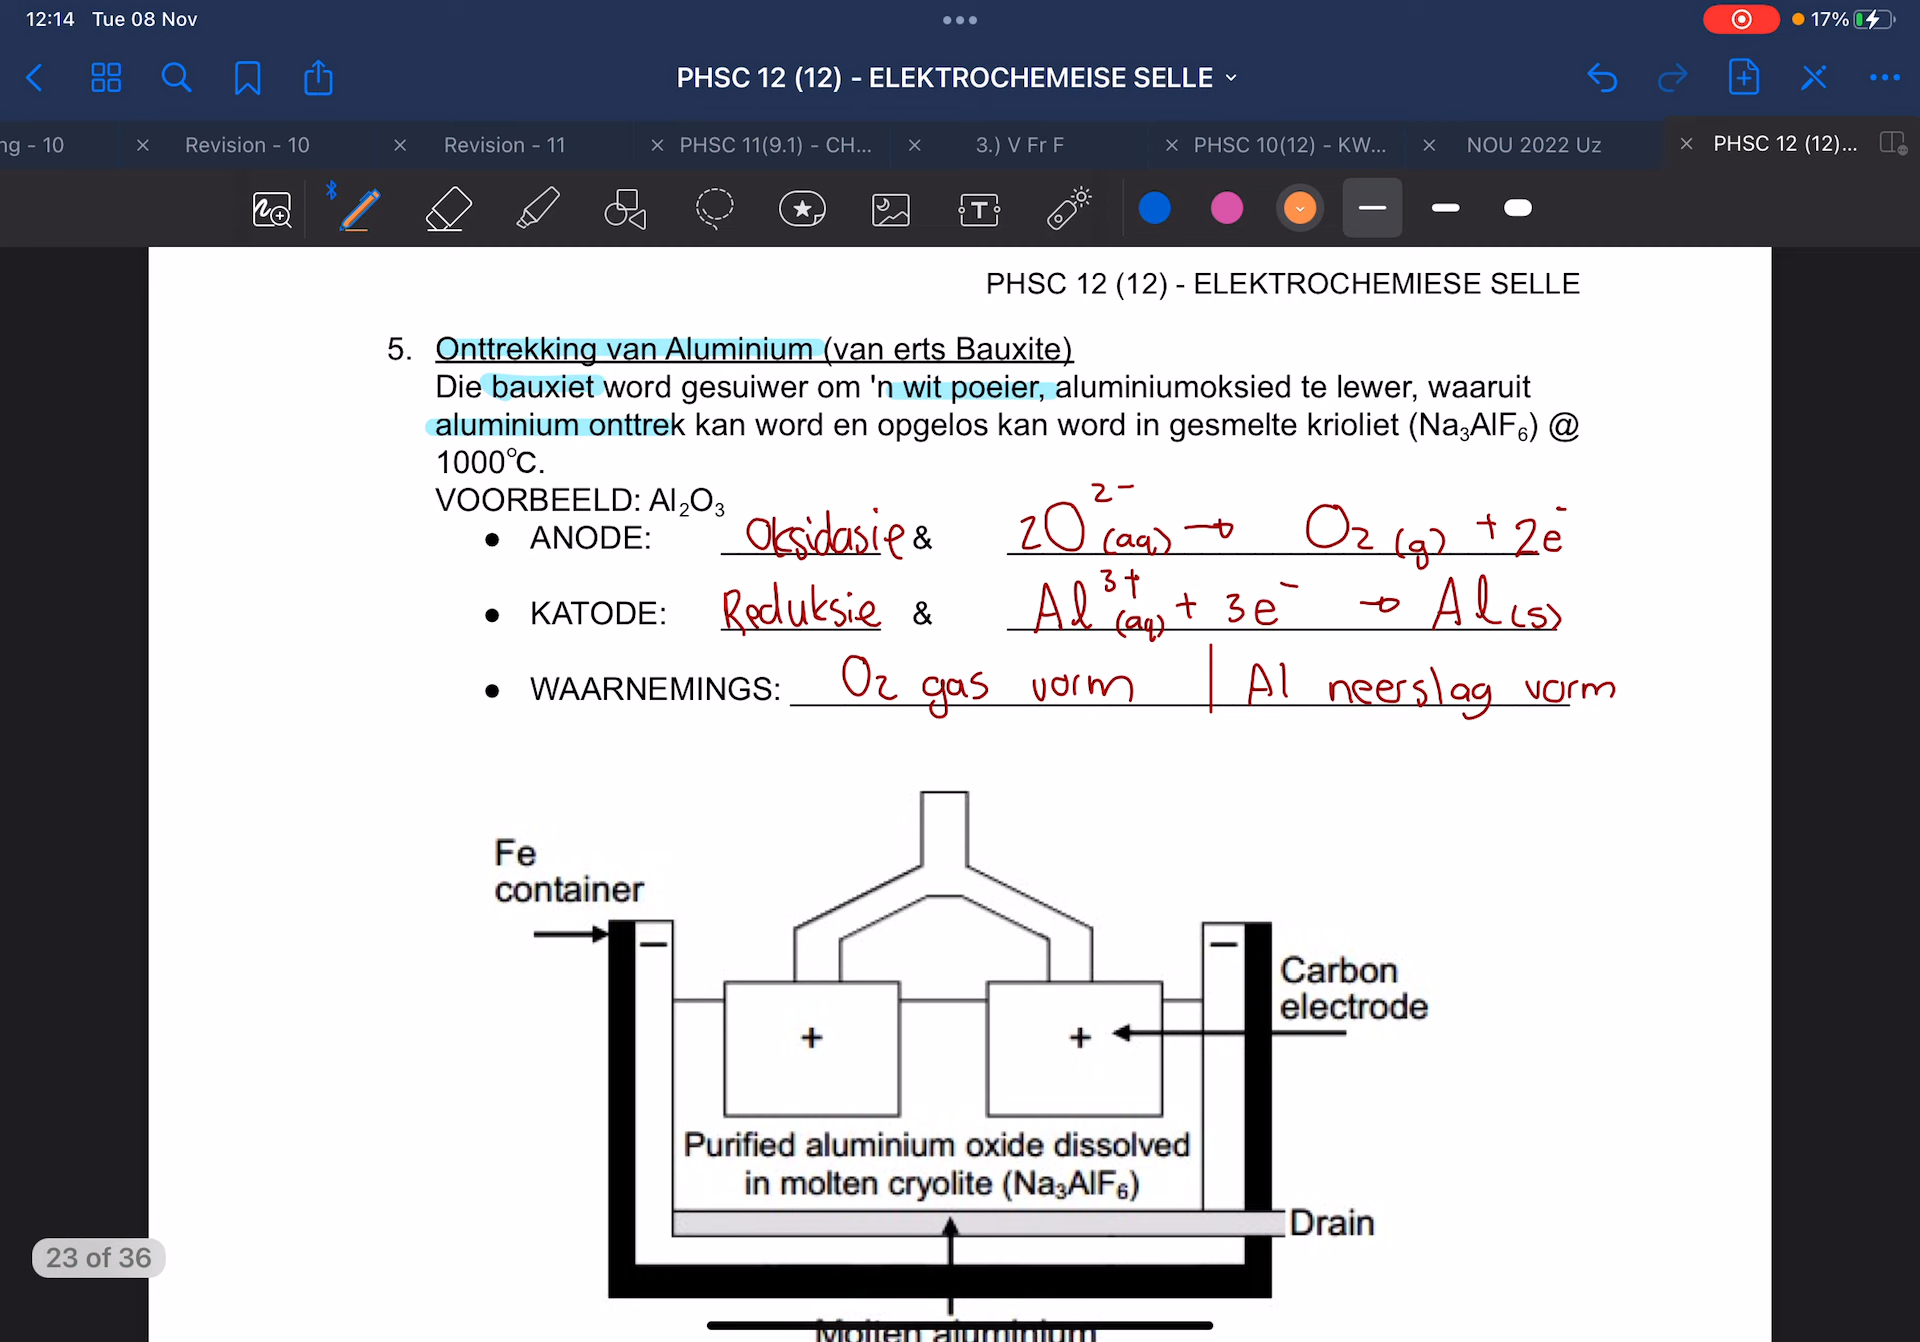 12:14 Tue 08 Nov
17%
PHSC 12 (12) - ELEKTROCHEMEISE SELLE
ng - 10
Revision - 10
Revision - 11
PHSC 11(9.1) - CH...
3.) V Fr F
PHSC 10(12) - KW...
NOU 2022 Uz
PHSC 12 (12)...
PHSC 12 (12) - ELEKTROCHEMIESE SELLE
5. Onttrekking van Aluminium (van erts Bauxite)
Die bauxiet word gesuiwer om 'n wit poeier, aluminiumoksied te lewer, waaruit
aluminium onttrek kan word en opgelos kan word in gesmelte krioliet (Na₃AlF₆) @
1000°C.
VOORBEELD: Al₂O₃
• ANODE: Oksidasie & 2O²⁻(aq) → O₂(g) + 2e⁻
• KATODE: Reduksie & Al³⁺(aq) + 3e⁻ → Al(s)
• WAARNEMINGS: O₂ gas vorm | Al neerslag vorm
Fe
container
Carbon
electrode
+ +
Purified aluminium oxide dissolved
in molten cryolite (Na₃AlF₆)
Drain
23 of 36
Molten aluminium